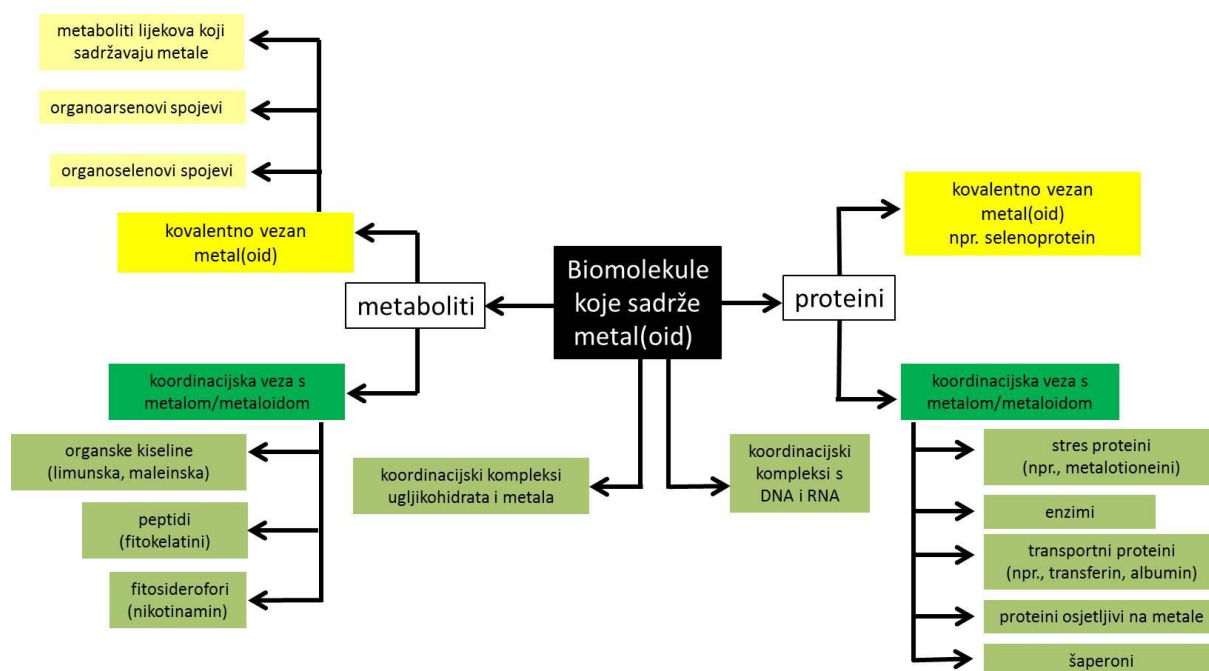 metaboliti lijekova koji
sadržavaju metale
organoarsenovi spojevi
organoselenovi spojevi
kovalentno vezan
metal(oid)
metaboliti
Biomolekule
koje sadrže
metal(oid)
proteini
kovalentno vezan
metal(oid)
npr. selenoprotein
koordinacijska veza s
metalom/metaloidom
organske kiseline
(limunska, maleinska)
peptidi
(fitokelatini)
fitosiderofori
(nikotinamin)
koordinacijski kompleksi
ugljikohidrata i metala
koordinacijski
kompleksi s
DNA i RNA
koordinacijska veza s
metalom/metaloidom
stres proteini
(npr., metalotioneini)
enzimi
transportni proteini
(npr., transferin, albumin)
proteini osjetljivi na metale
šaperoni